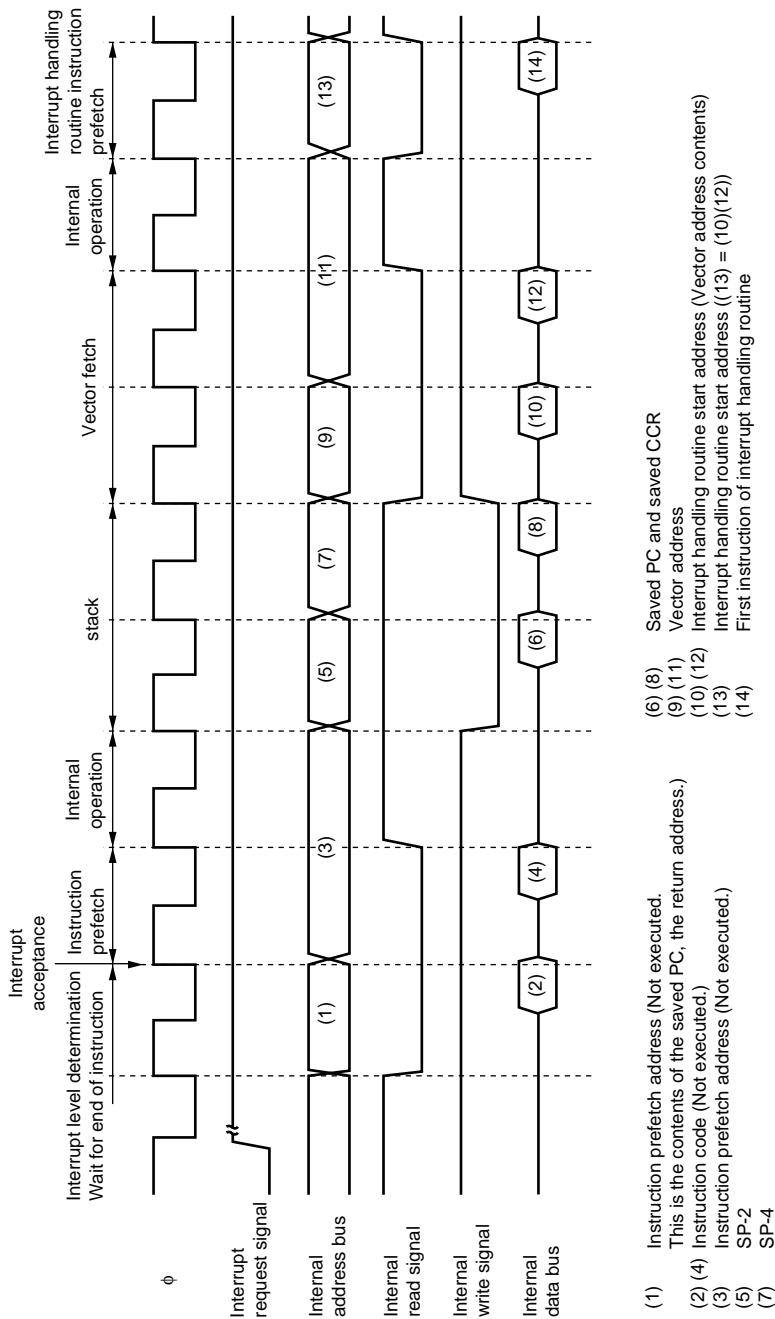 Interrupt
acceptance
Interrupt level determination
Wait for end of instruction
Instruction
prefetch
Internal
operation
stack
Vector fetch
Internal
operation
Interrupt handling
routine instruction
prefetch
φ
Interrupt
request signal
Internal
address bus
(1)
(3)
(5)
(7)
(9)
(11)
(13)
Internal
read signal
Internal
write signal
Internal
data bus
(2)
(4)
(6)
(8)
(10)
(12)
(14)
(1) Instruction prefetch address (Not executed.
This is the contents of the saved PC, the return address.)
(2) (4) Instruction code (Not executed.)
(3) Instruction prefetch address (Not executed.)
(5) SP-2
(7) SP-4
(6) (8) Saved PC and saved CCR
(9) (11) Vector address
(10) (12) Interrupt handling routine start address (Vector address contents)
(13) Interrupt handling routine start address ((13) = (10)(12))
(14) First instruction of interrupt handling routine